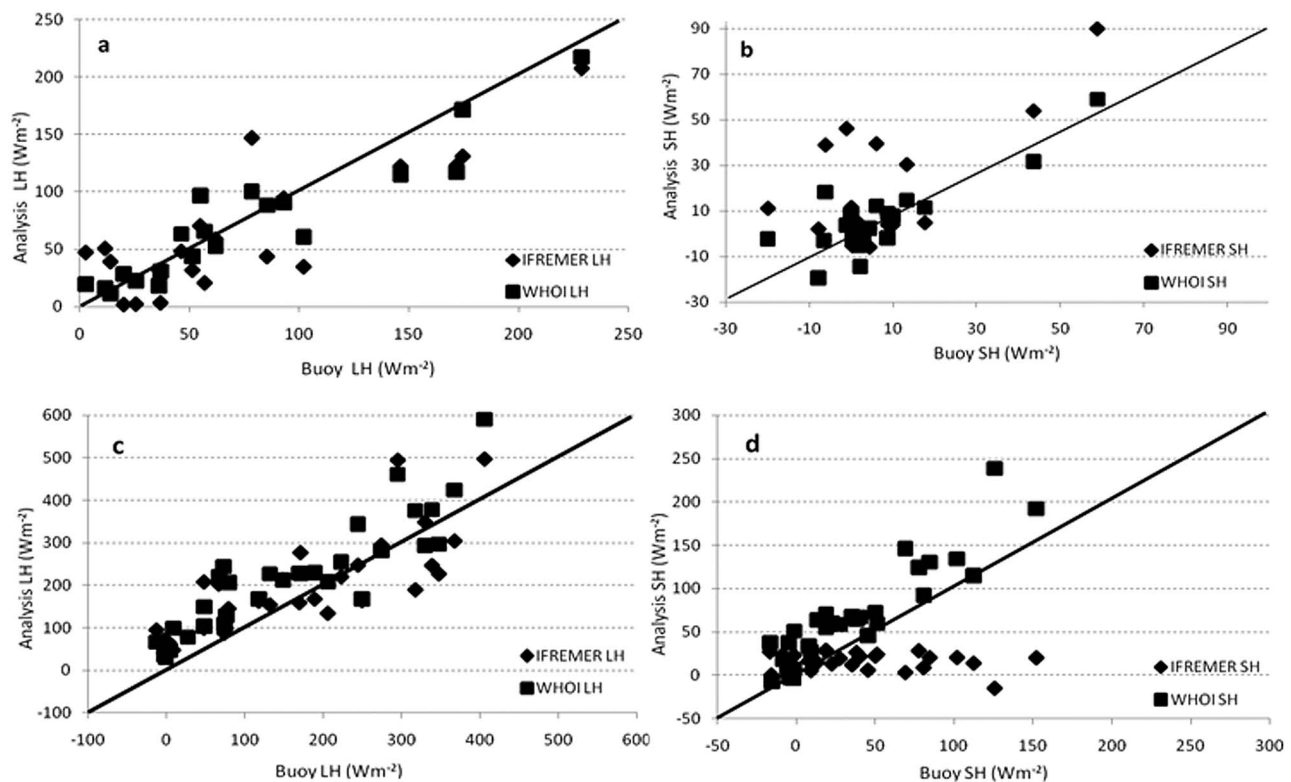 a
250
200
150
100
50
0
Analysis LH (Wm-2)
0 50 100 150 200 250
Buoy LH (Wm-2)
IFREMER LH
WHOI LH
b
90
70
50
30
10
-10
-30
Analysis SH (Wm-2)
-30 -10 10 30 50 70 90
Buoy SH (Wm-2)
IFREMER SH
WHOI SH
c
600
500
400
300
200
100
0
-100
Analysis LH (Wm-2)
-100 0 100 200 300 400 500 600
Buoy LH (Wm-2)
IFREMER LH
WHOI LH
d
300
250
200
150
100
50
0
-50
Analysis SH (Wm-2)
-50 0 50 100 150 200 250 300
Buoy SH (Wm-2)
IFREMER SH
WHOI SH